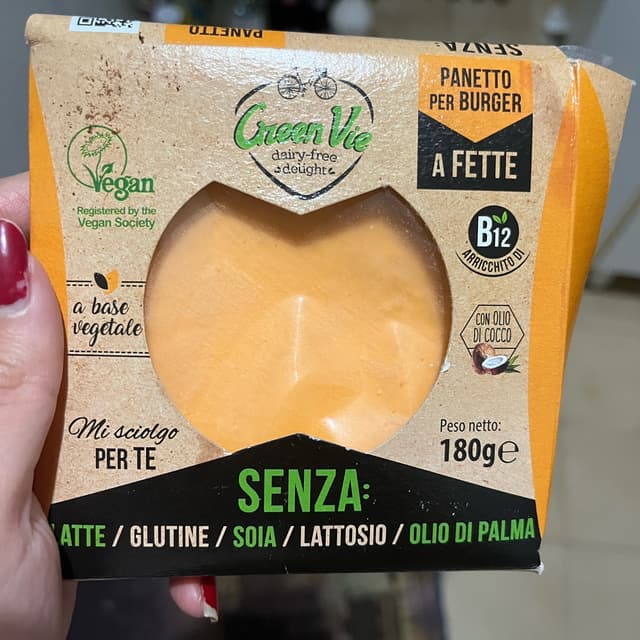 PANETTO
SENZA:
Green Vie
dairy-free
delight
PANETTO
PER BURGER
A FETTE
Vegan
Registered by the
Vegan Society
B12
ARRICCHITO DI
a base
vegetale
CON OLIO
DI COCCO
Mi sciolgo
PER TE
Peso netto:
180g℮
SENZA:
LATTE / GLUTINE / SOIA / LATTOSIO / OLIO DI PALMA